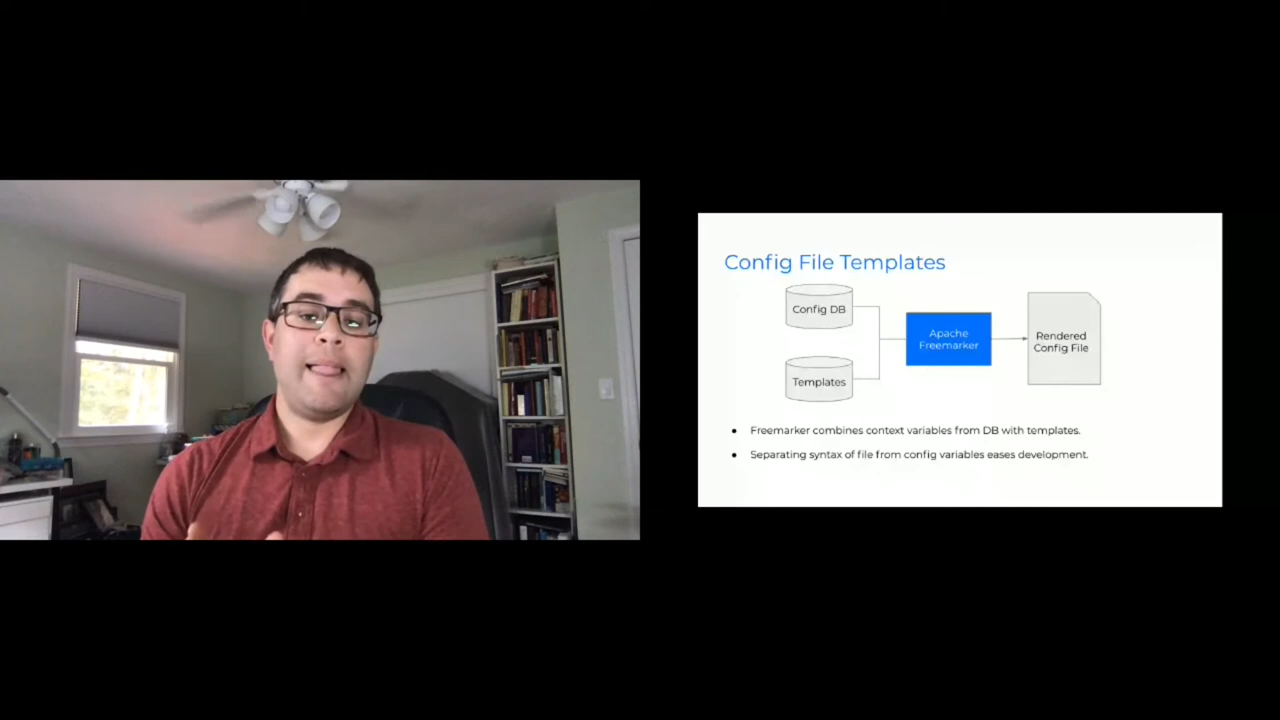 Config File Templates
Config DB
Templates
Apache
Freemarker
Rendered
Config File
Freemarker combines context variables from DB with templates.
Separating syntax of file from config variables eases development.